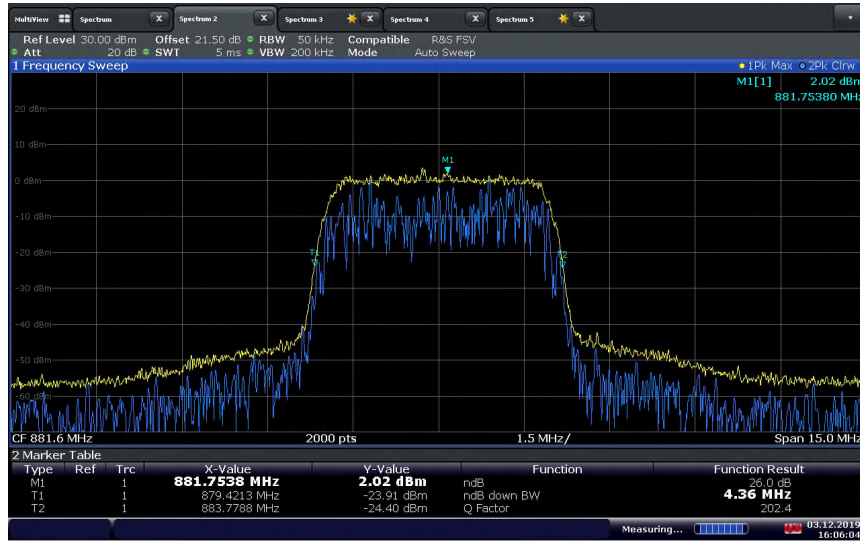 MultiView Spectrum X Spectrum 2 X Spectrum 3 X Spectrum 4 X Spectrum 5 X
Ref Level 30.00 dBm Offset 21.50 dB RBW 50 kHz Compatible R&S FSV
Att 20 dB SWT 5 ms VBW 200 kHz Mode Auto Sweep
1 Frequency Sweep 1Pk Max 2Pk Clrw
M1[1] 2.02 dBm
881.75380 MHz
20 dBm
10 dBm
M1
0 dBm
-10 dBm
-20 dBm
T1 T2
-30 dBm
-40 dBm
-50 dBm
-60 dBm
CF 881.6 MHz 2000 pts 1.5 MHz/ Span 15.0 MHz
2 Marker Table
Type Ref Trc X-Value Y-Value Function Function Result
M1 1 881.7538 MHz 2.02 dBm ndB 26.0 dB
T1 1 879.4213 MHz -23.91 dBm ndB down BW 4.36 MHz
T2 1 883.7788 MHz -24.40 dBm Q Factor 202.4
Measuring... 03.12.2019
16:06:04